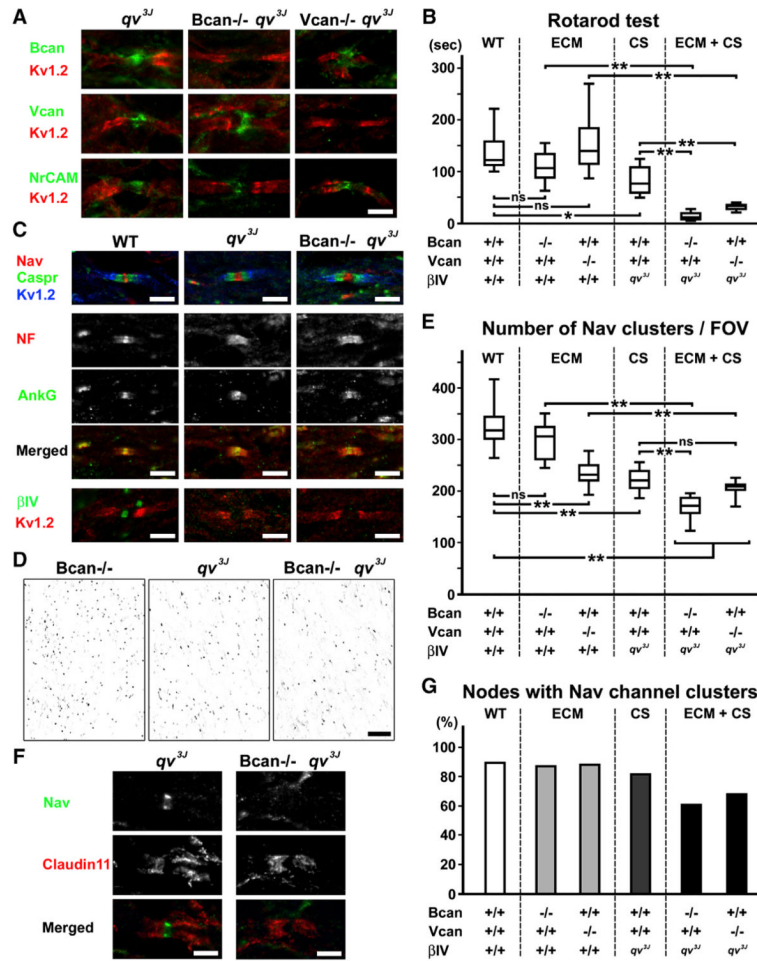 A
qv3J
Bcan-/- qv3J
Vcan-/- qv3J
Bcan
Kv1.2
Vcan
Kv1.2
NrCAM
Kv1.2
B
Rotarod test
(sec)
WT
ECM
CS
ECM + CS
300
200
100
0
**
**
**
**
ns
ns
*
Bcan +/+ -/- +/+ +/+ -/- +/+
Vcan +/+ +/+ -/- +/+ +/+ -/-
βIV +/+ +/+ +/+ qv3J qv3J qv3J
C
WT
qv3J
Bcan-/- qv3J
Nav
Caspr
Kv1.2
NF
AnkG
Merged
βIV
Kv1.2
D
Bcan-/-
qv3J
Bcan-/- qv3J
E
Number of Nav clusters / FOV
WT
ECM
CS
ECM + CS
400
300
200
100
0
**
**
ns
**
ns
**
**
**
Bcan +/+ -/- +/+ +/+ -/- +/+
Vcan +/+ +/+ -/- +/+ +/+ -/-
βIV +/+ +/+ +/+ qv3J qv3J qv3J
F
qv3J
Bcan-/- qv3J
Nav
Claudin11
Merged
G
Nodes with Nav channel clusters
(%)
WT
ECM
CS
ECM + CS
100
80
60
40
20
0
Bcan +/+ -/- +/+ +/+ -/- +/+
Vcan +/+ +/+ -/- +/+ +/+ -/-
βIV +/+ +/+ +/+ qv3J qv3J qv3J